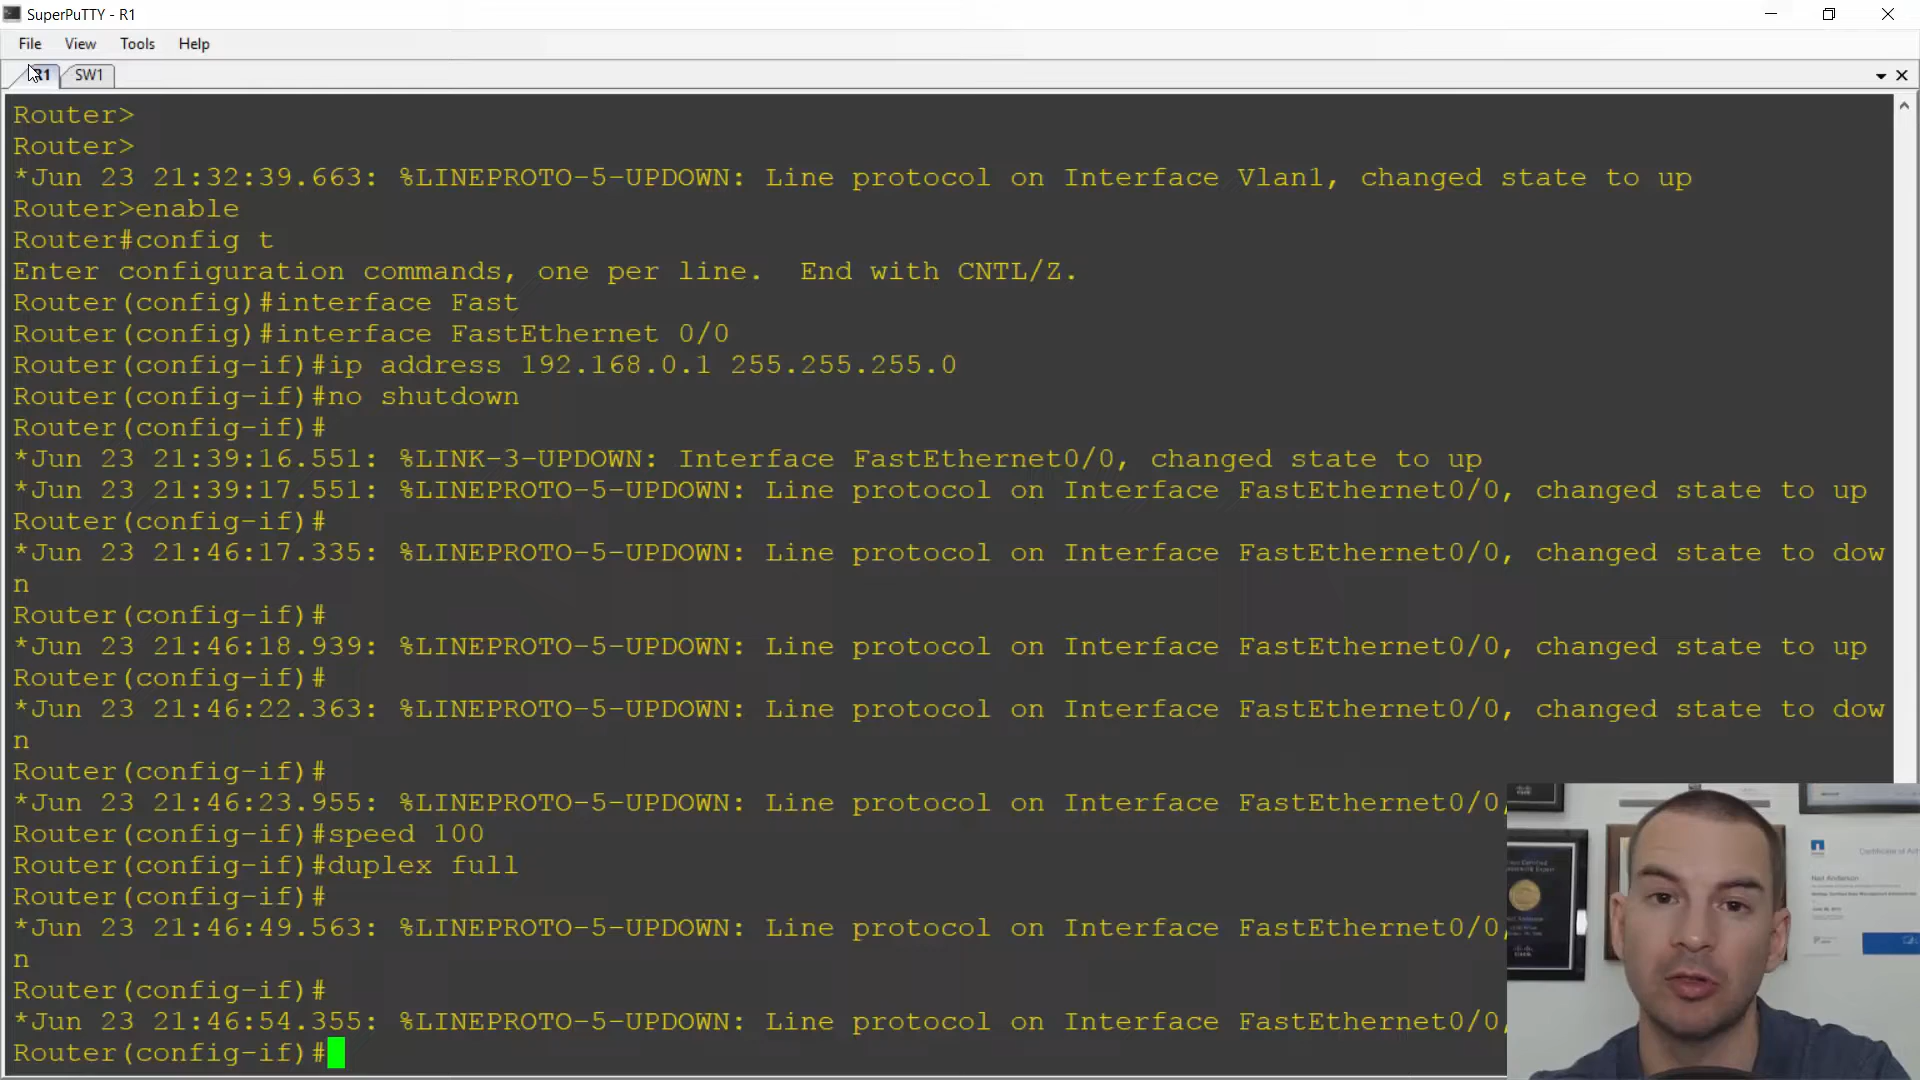 SuperPuTTY - R1
File View Tools Help
R1 SW1
Router>
Router>
*Jun 23 21:32:39.663: %LINEPROTO-5-UPDOWN: Line protocol on Interface Vlan1, changed state to up
Router>enable
Router#config t
Enter configuration commands, one per line.  End with CNTL/Z.
Router(config)#interface Fast
Router(config)#interface FastEthernet 0/0
Router(config-if)#ip address 192.168.0.1 255.255.255.0
Router(config-if)#no shutdown
Router(config-if)#
*Jun 23 21:39:16.551: %LINK-3-UPDOWN: Interface FastEthernet0/0, changed state to up
*Jun 23 21:39:17.551: %LINEPROTO-5-UPDOWN: Line protocol on Interface FastEthernet0/0, changed state to up
Router(config-if)#
*Jun 23 21:46:17.335: %LINEPROTO-5-UPDOWN: Line protocol on Interface FastEthernet0/0, changed state to dow
n
Router(config-if)#
*Jun 23 21:46:18.939: %LINEPROTO-5-UPDOWN: Line protocol on Interface FastEthernet0/0, changed state to up
Router(config-if)#
*Jun 23 21:46:22.363: %LINEPROTO-5-UPDOWN: Line protocol on Interface FastEthernet0/0, changed state to dow
n
Router(config-if)#
*Jun 23 21:46:23.955: %LINEPROTO-5-UPDOWN: Line protocol on Interface FastEthernet0/0,
Router(config-if)#speed 100
Router(config-if)#duplex full
Router(config-if)#
*Jun 23 21:46:49.563: %LINEPROTO-5-UPDOWN: Line protocol on Interface FastEthernet0/0,
n
Router(config-if)#
*Jun 23 21:46:54.355: %LINEPROTO-5-UPDOWN: Line protocol on Interface FastEthernet0/0,
Router(config-if)#
Neil Anderson